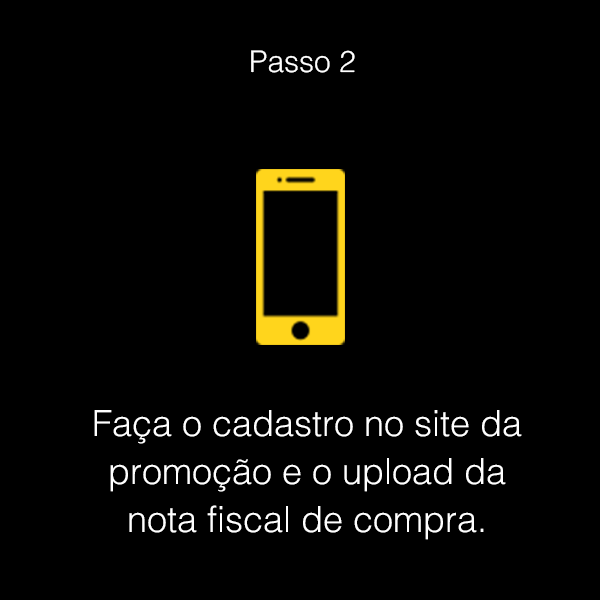 Passo 2
Faça o cadastro no site da
promoção e o upload da
nota fiscal de compra.